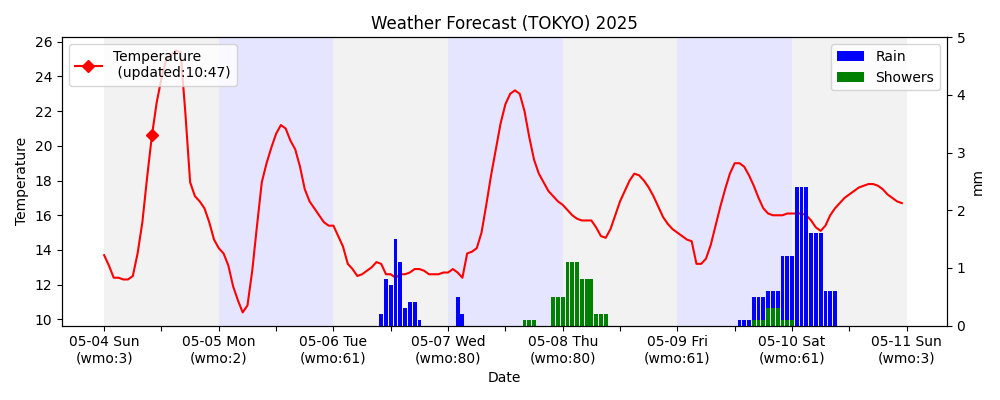 Weather Forecast (TOKYO) 2025
Temperature
(updated:10:47)
Rain
Showers
26
24
22
20
18
16
14
12
10
Temperature
5
4
3
2
1
0
mm
05-04 Sun
(wmo:3)
05-05 Mon
(wmo:2)
05-06 Tue
(wmo:61)
05-07 Wed
(wmo:80)
05-08 Thu
(wmo:80)
05-09 Fri
(wmo:61)
05-10 Sat
(wmo:61)
05-11 Sun
(wmo:3)
Date